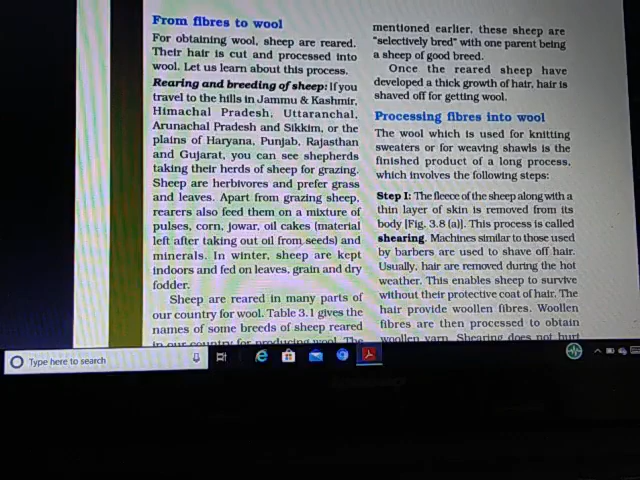 From fibres to wool
For obtaining wool, sheep are reared.
Their hair is cut and processed into
wool. Let us learn about this process.
Rearing and breeding of sheep: If you
travel to the hills in Jammu & Kashmir,
Himachal Pradesh, Uttaranchal,
Arunachal Pradesh and Sikkim, or the
plains of Haryana, Punjab, Rajasthan
and Gujarat, you can see shepherds
taking their herds of sheep for grazing.
Sheep are herbivores and prefer grass
and leaves. Apart from grazing sheep,
rearers also feed them on a mixture of
pulses, corn, jowar, oil cakes (material
left after taking out oil from seeds) and
minerals. In winter, sheep are kept
indoors and fed on leaves, grain and dry
fodder.
Sheep are reared in many parts of
our country for wool. Table 3.1 gives the
names of some breeds of sheep reared
in our country for producing wool. The
mentioned earlier, these sheep are
"selectively bred" with one parent being
a sheep of good breed.
Once the reared sheep have
developed a thick growth of hair, hair is
shaved off for getting wool.
Processing fibres into wool
The wool which is used for knitting
sweaters or for weaving shawls is the
finished product of a long process,
which involves the following steps:
Step I: The fleece of the sheep along with a
thin layer of skin is removed from its
body [Fig. 3.8 (a)]. This process is called
shearing. Machines similar to those used
by barbers are used to shave off hair.
Usually, hair are removed during the hot
weather. This enables sheep to survive
without their protective coat of hair. The
hair provide woollen fibres. Woollen
fibres are then processed to obtain
woollen yarn. Shearing does not hurt
Type here to search